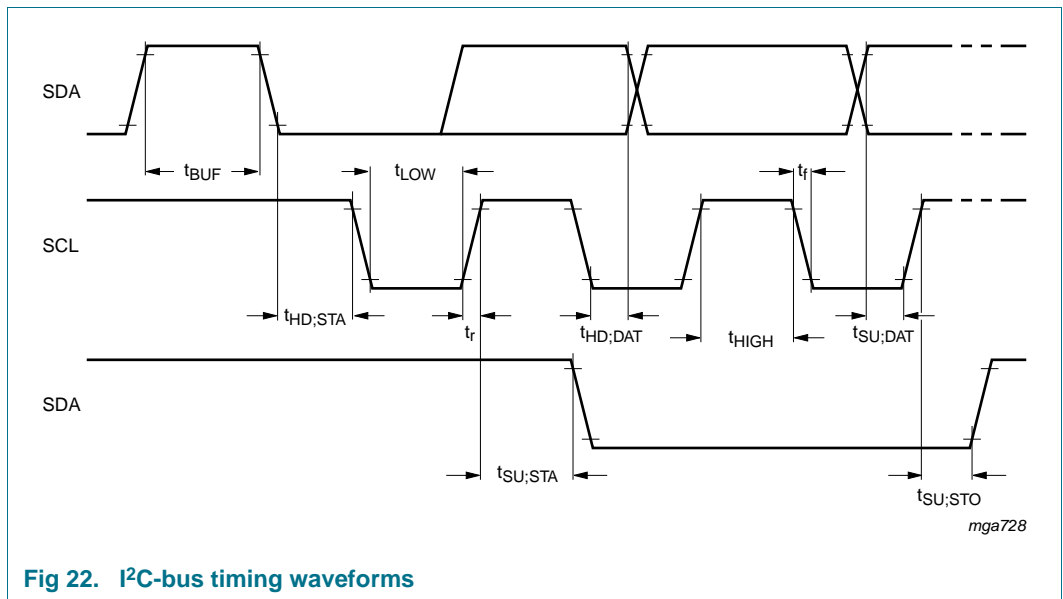 SDA
tBUF
tLOW
tf
SCL
tHD;STA
tr
tHD;DAT
tHIGH
tSU;DAT
SDA
tSU;STA
tSU;STO
mga728
Fig 22. I2C-bus timing waveforms